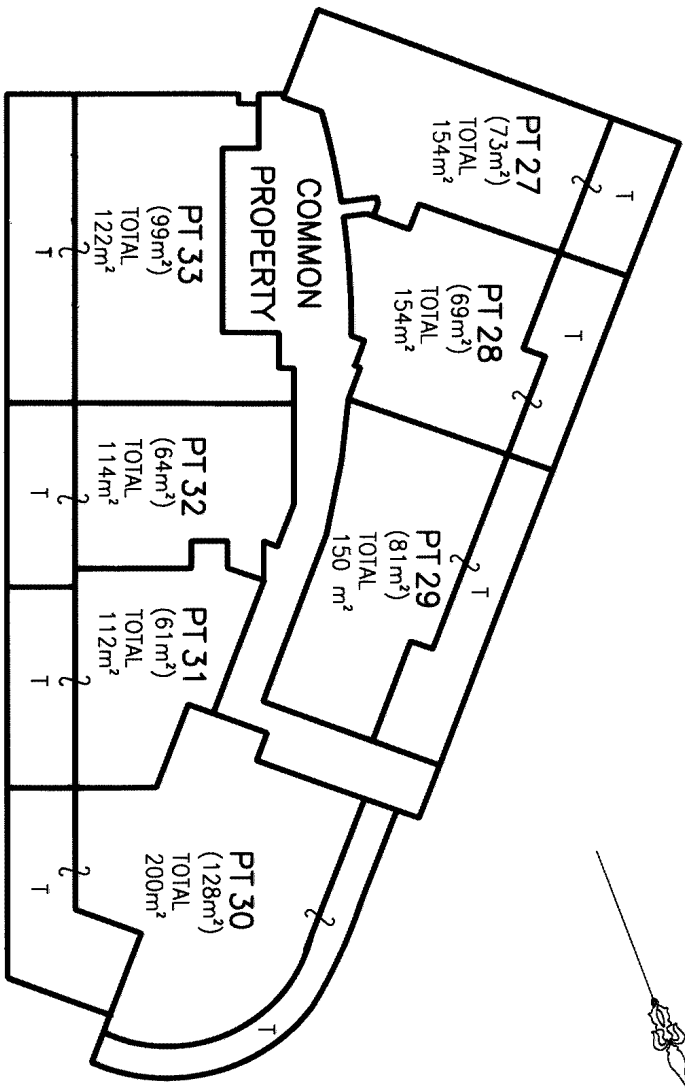 PT 27
(73m²)
TOTAL
154m²
T
PT 28
(69m²)
TOTAL
154m²
T
PT 29
(81m²)
TOTAL
150 m²
T
COMMON
PROPERTY
PT 33
(99m²)
TOTAL
122m²
T
PT 32
(64m²)
TOTAL
114m²
T
PT 31
(61m²)
TOTAL
112m²
T
PT 30
(128m²)
TOTAL
200m²
T
T